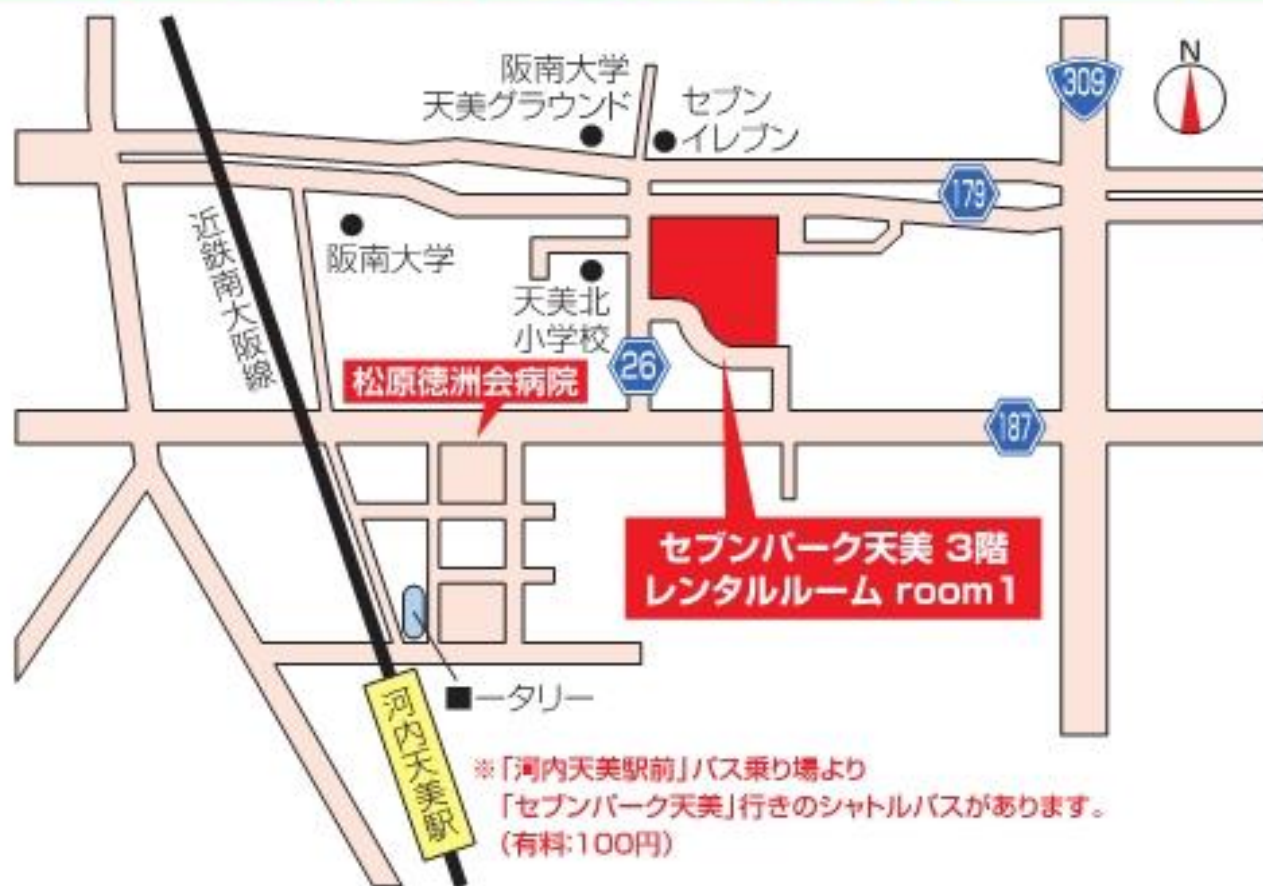 阪南大学
天美グラウンド
セブン
イレブン
309
N
179
近鉄南大阪線
阪南大学
天美北
小学校
26
松原徳洲会病院
187
セブンパーク天美 3階
レンタルルーム room1
■ータリー
河内天美駅
※「河内天美駅前」バス乗り場より
「セブンパーク天美」行きのシャトルバスがあります。
(有料:100円)